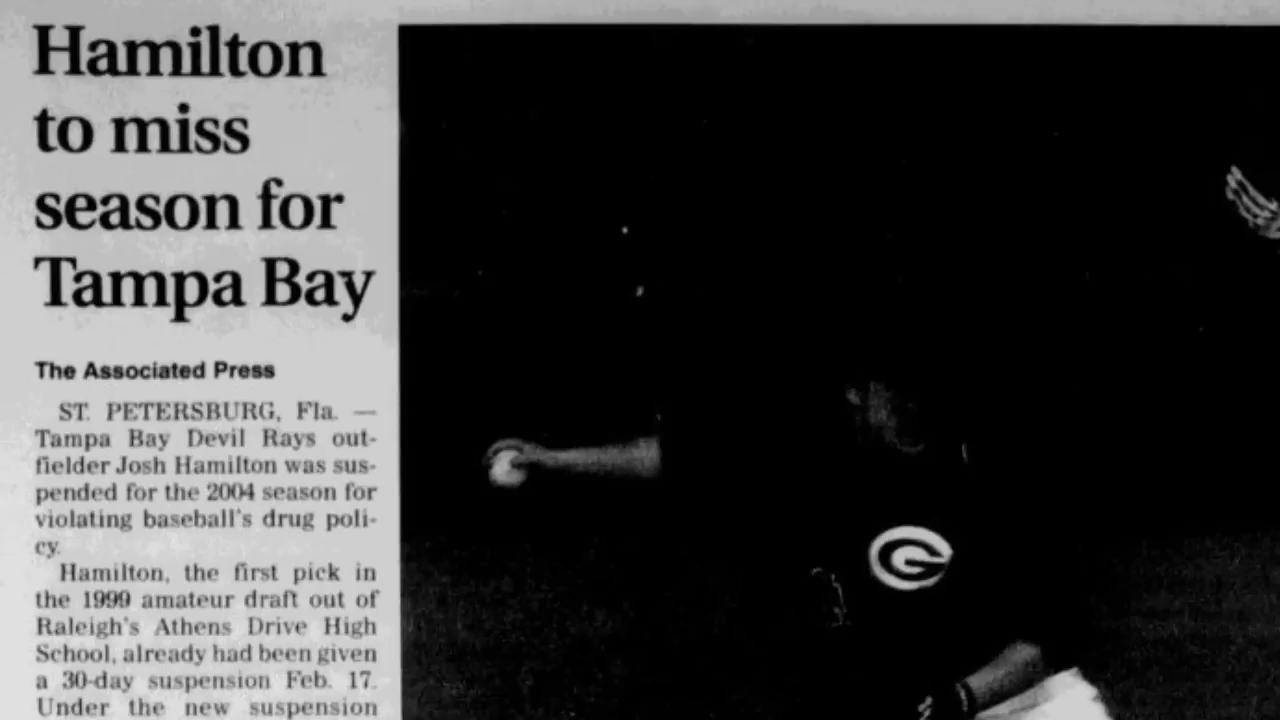 Hamilton
to miss
season for
Tampa Bay
The Associated Press
ST. PETERSBURG, Fla. —
Tampa Bay Devil Rays out-
fielder Josh Hamilton was sus-
pended for the 2004 season for
violating baseball's drug poli-
cy.
Hamilton, the first pick in
the 1999 amateur draft out of
Raleigh's Athens Drive High
School, already had been given
a 30-day suspension Feb. 17.
Under the new suspension
G